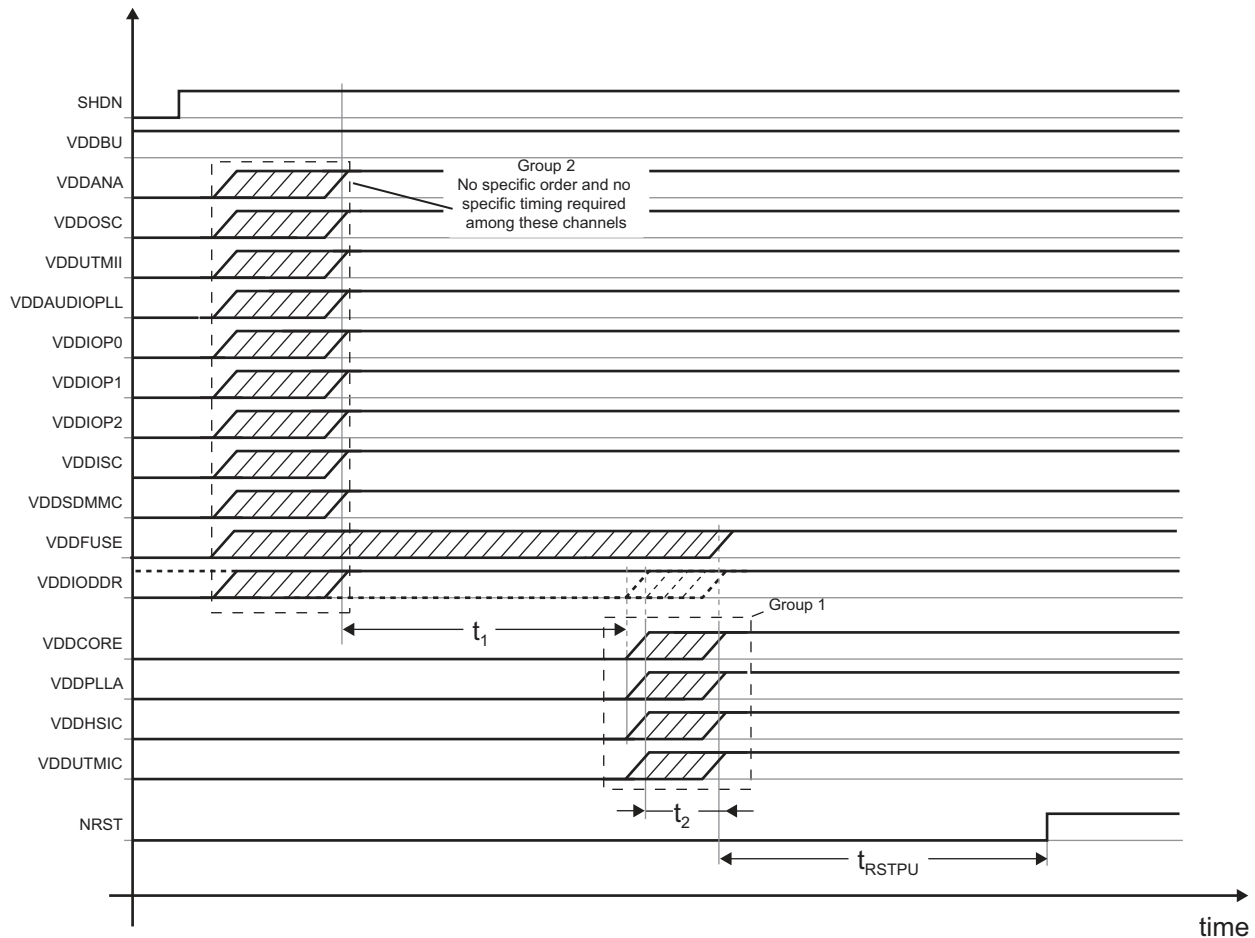 SHDN
VDDBU
VDDANA
Group 2
No specific order and no
specific timing required
among these channels
VDDOSC
VDDUTMII
VDDAUDIOPLL
VDDIOP0
VDDIOP1
VDDIOP2
VDDISC
VDDSDMMC
VDDFUSE
VDDIODDR
Group 1
t1
VDDCORE
VDDPLLA
VDDHSIC
VDDUTMIC
t2
NRST
tRSTPU
time